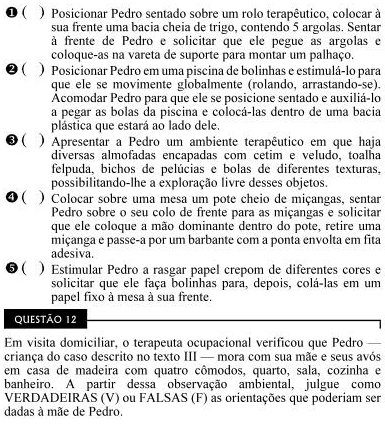 ❶ (   ) Posicionar Pedro sentado sobre um rolo terapêutico, colocar à
sua frente uma bacia cheia de trigo, contendo 5 argolas. Sentar
à frente de Pedro e solicitar que ele pegue as argolas e
coloque-as na vareta de suporte para montar um palhaço.
❷ (   ) Posicionar Pedro em uma piscina de bolinhas e estimulá-lo para
que ele se movimente globalmente (rolando, arrastando-se).
Acomodar Pedro para que ele se posicione sentado e auxiliá-lo
a pegar as bolas da piscina e colocá-las dentro de uma bacia
plástica que estará ao lado dele.
❸ (   ) Apresentar a Pedro um ambiente terapêutico em que haja
diversas almofadas encapadas com cetim e veludo, toalha
felpuda, bichos de pelúcias e bolas de diferentes texturas,
possibilitando-lhe a exploração livre desses objetos.
❹ (   ) Colocar sobre uma mesa um pote cheio de miçangas, sentar
Pedro sobre o seu colo de frente para as miçangas e solicitar
que ele coloque a mão dominante dentro do pote, retire uma
miçanga e passe-a por um barbante com a ponta envolta em fita
adesiva.
❺ (   ) Estimular Pedro a rasgar papel crepom de diferentes cores e
solicitar que ele faça bolinhas para, depois, colá-las em um
papel fixo à mesa à sua frente.
QUESTÃO 12
Em visita domiciliar, o terapeuta ocupacional verificou que Pedro —
criança do caso descrito no texto III — mora com sua mãe e seus avós
em casa de madeira com quatro cômodos, quarto, sala, cozinha e
banheiro. A partir dessa observação ambiental, julgue como
VERDADEIRAS (V) ou FALSAS (F) as orientações que poderiam ser
dadas à mãe de Pedro.